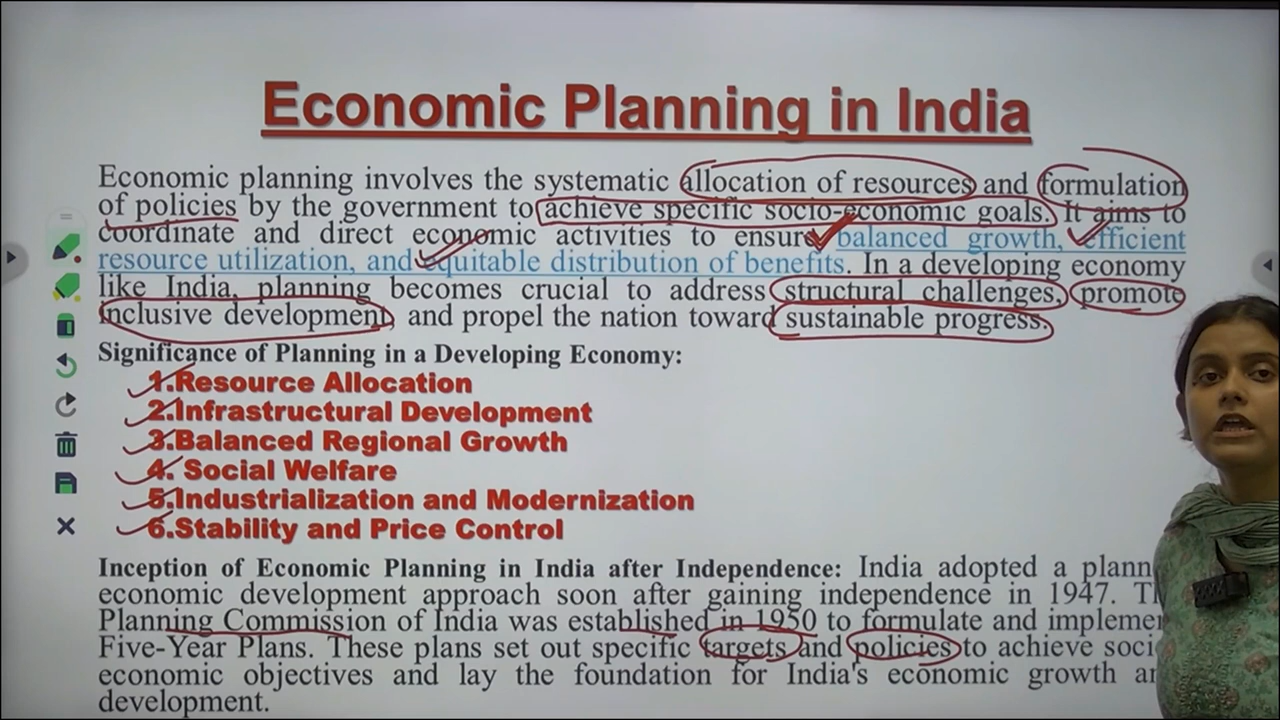 Economic Planning in India
Economic planning involves the systematic allocation of resources and formulation
of policies by the government to achieve specific socio-economic goals. It aims to
coordinate and direct economic activities to ensure balanced growth, efficient
resource utilization, and equitable distribution of benefits. In a developing economy
like India, planning becomes crucial to address structural challenges, promote
inclusive development, and propel the nation toward sustainable progress.
Significance of Planning in a Developing Economy:
1.Resource Allocation
2.Infrastructural Development
3.Balanced Regional Growth
4. Social Welfare
5.Industrialization and Modernization
6.Stability and Price Control
Inception of Economic Planning in India after Independence: India adopted a plann
economic development approach soon after gaining independence in 1947. Th
Planning Commission of India was established in 1950 to formulate and implemen
Five-Year Plans. These plans set out specific targets and policies to achieve soci
economic objectives and lay the foundation for India's economic growth an
development.